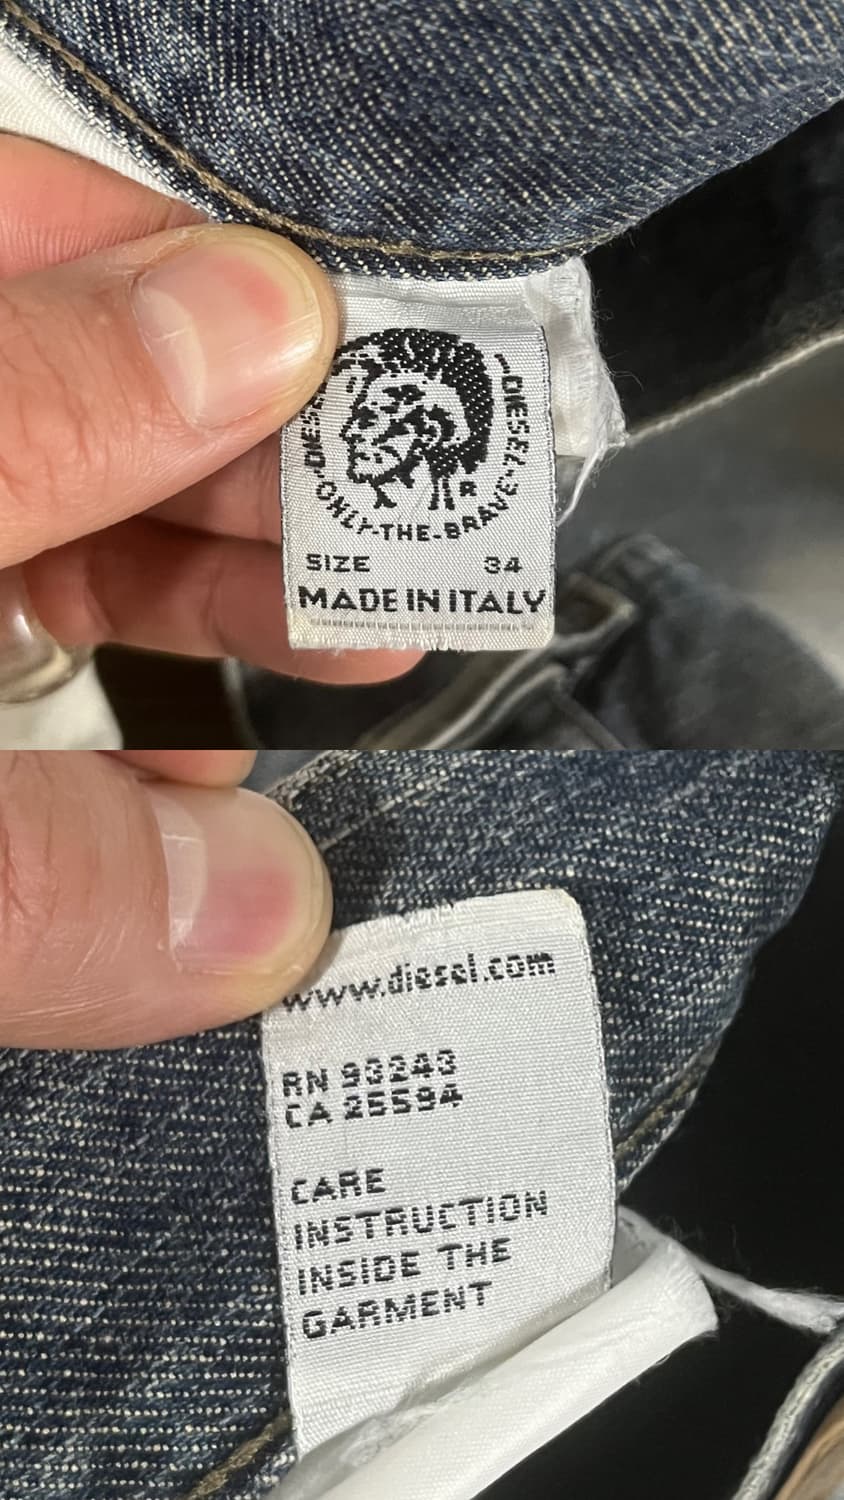 DIESEL
DIESEL
ONLY-THE-BRAVE
R
SIZE 34
MADE IN ITALY
www.diesel.com
RN 93243
CA 25594
CARE
INSTRUCTION
INSIDE THE
GARMENT